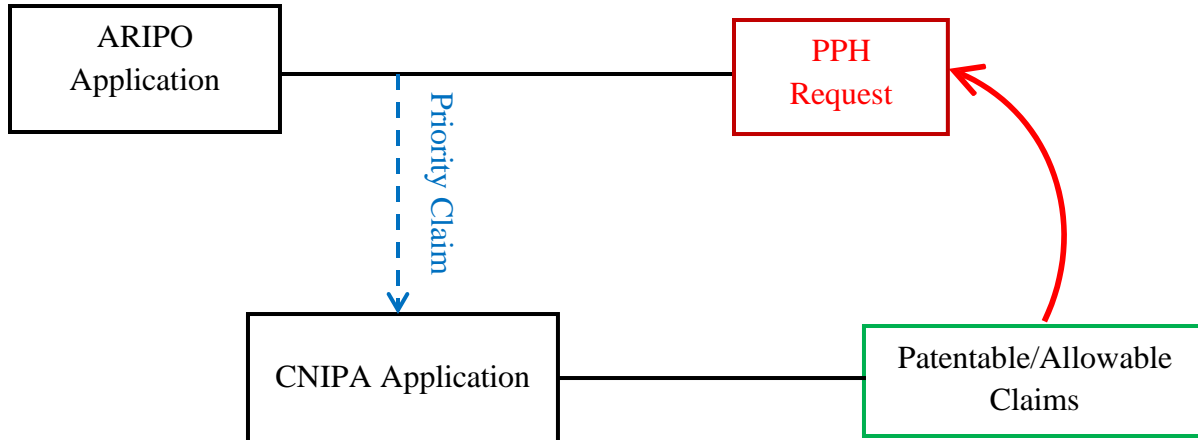 ARIPO
Application
PPH
Request
Priority Claim
CNIPA Application
Patentable/Allowable
Claims